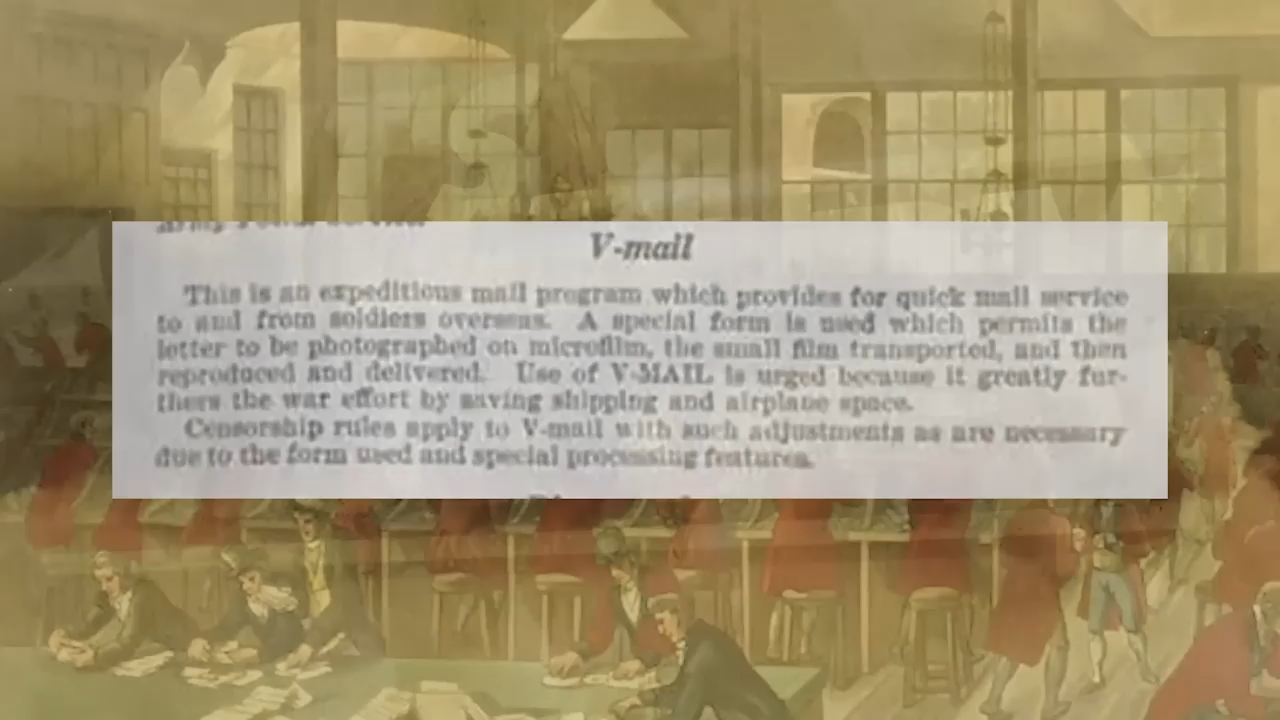 V-mail
This is an expeditious mail program which provides for quick mail service
to and from soldiers overseas. A special form is used which permits the
letter to be photographed on microfilm, the small film transported, and then
reproduced and delivered. Use of V-MAIL is urged because it greatly fur-
thers the war effort by saving shipping and airplane space.
Censorship rules apply to V-mail with such adjustments as are necessary
due to the form used and special processing features.